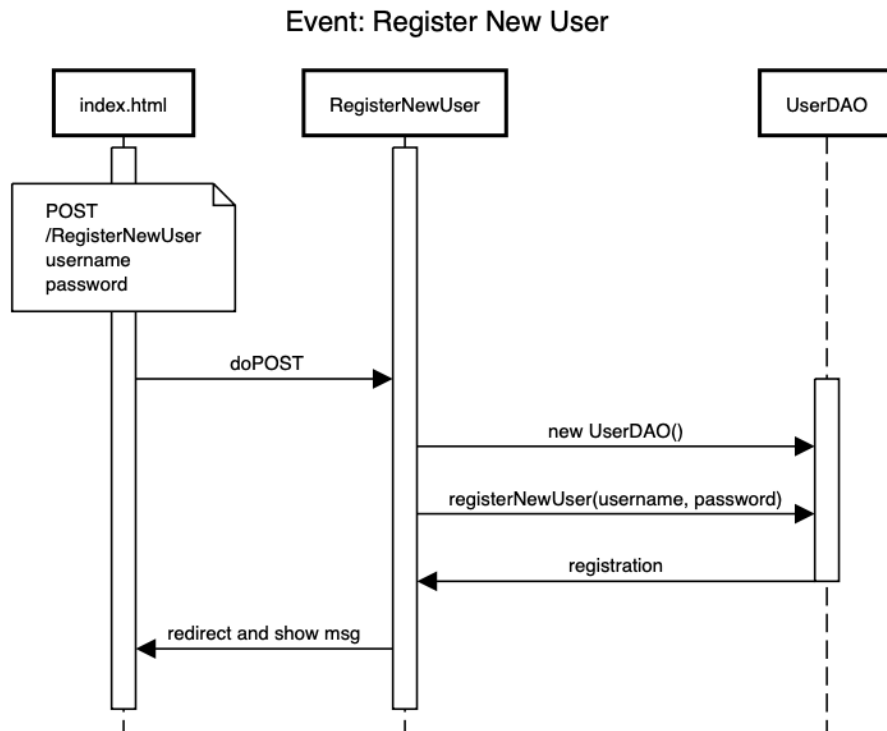 Event: Register New User
index.html
RegisterNewUser
UserDAO
POST
/RegisterNewUser
username
password
doPOST
new UserDAO()
registerNewUser(username, password)
registration
redirect and show msg